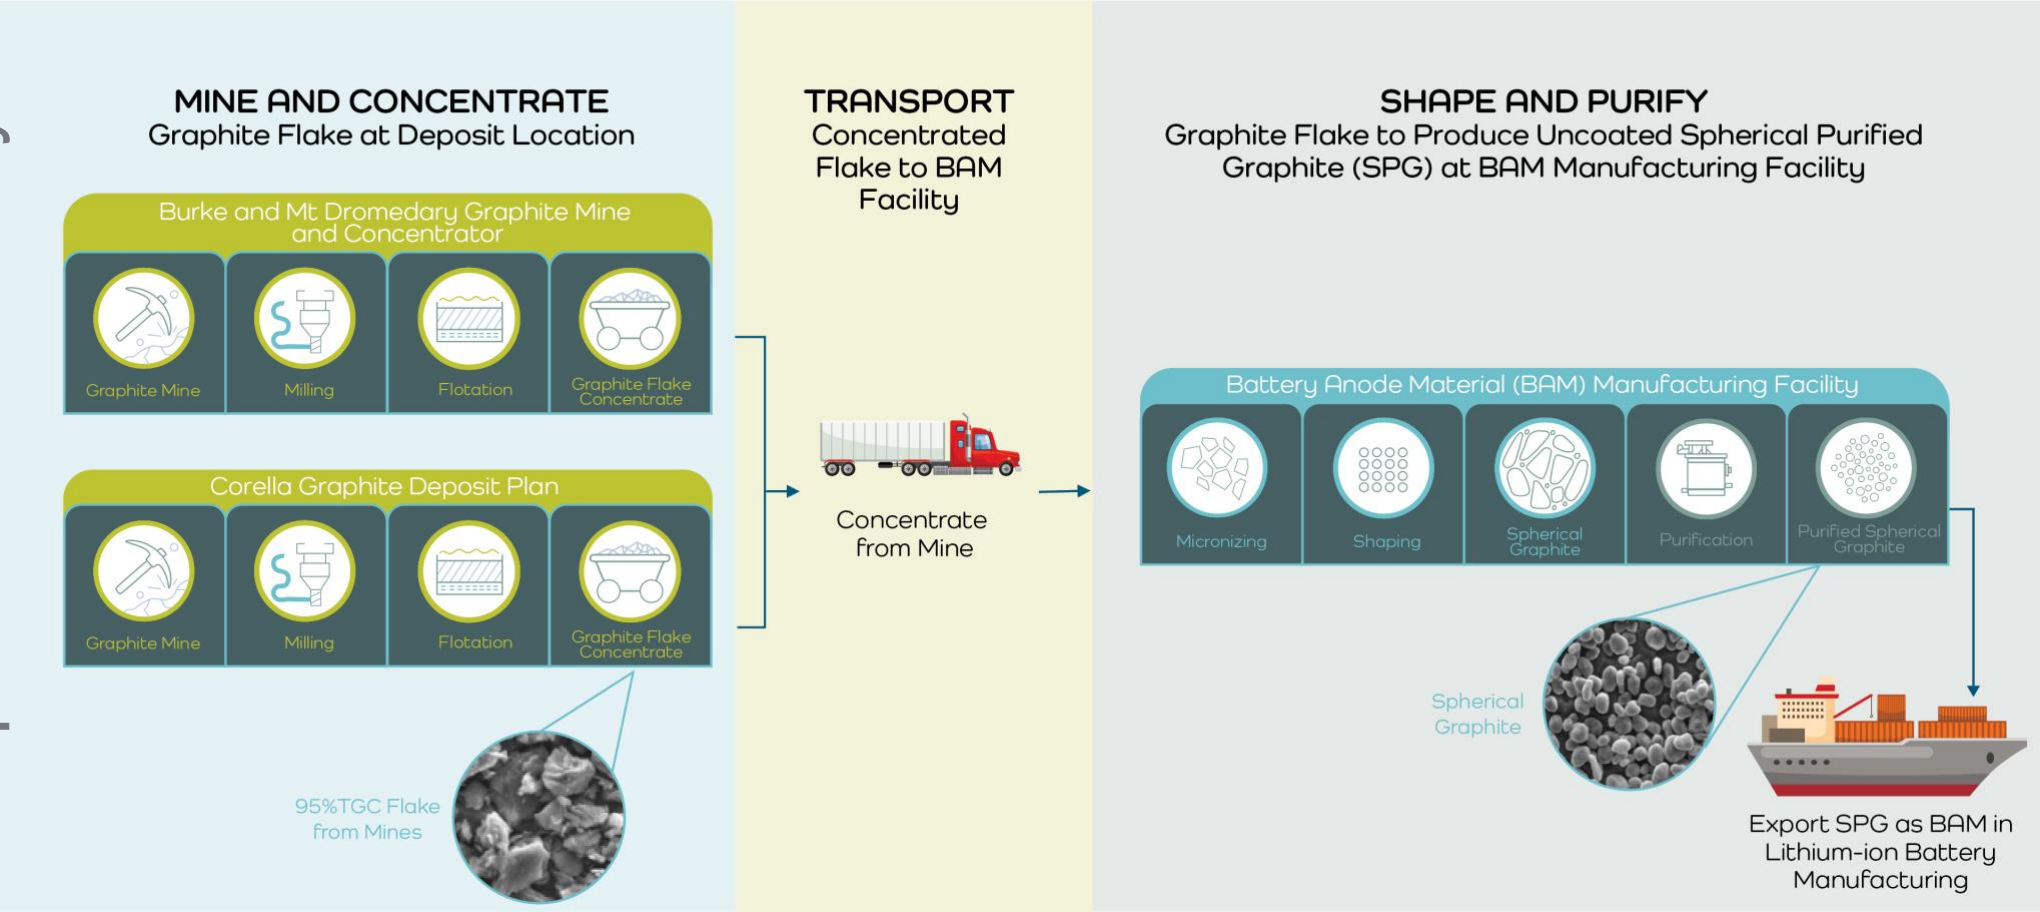 MINE AND CONCENTRATE
Graphite Flake at Deposit Location
Burke and Mt Dromedary Graphite Mine
and Concentrator
Graphite Mine
Milling
Flotation
Graphite Flake
Concentrate
Corella Graphite Deposit Plan
Graphite Mine
Milling
Flotation
Graphite Flake
Concentrate
95%TGC Flake
from Mines
TRANSPORT
Concentrated
Flake to BAM
Facility
Concentrate
from Mine
SHAPE AND PURIFY
Graphite Flake to Produce Uncoated Spherical Purified
Graphite (SPG) at BAM Manufacturing Facility
Battery Anode Material (BAM) Manufacturing Facility
Micronizing
Shaping
Spherical
Graphite
Purification
Purified Spherical
Graphite
Spherical
Graphite
Export SPG as BAM in
Lithium-ion Battery
Manufacturing